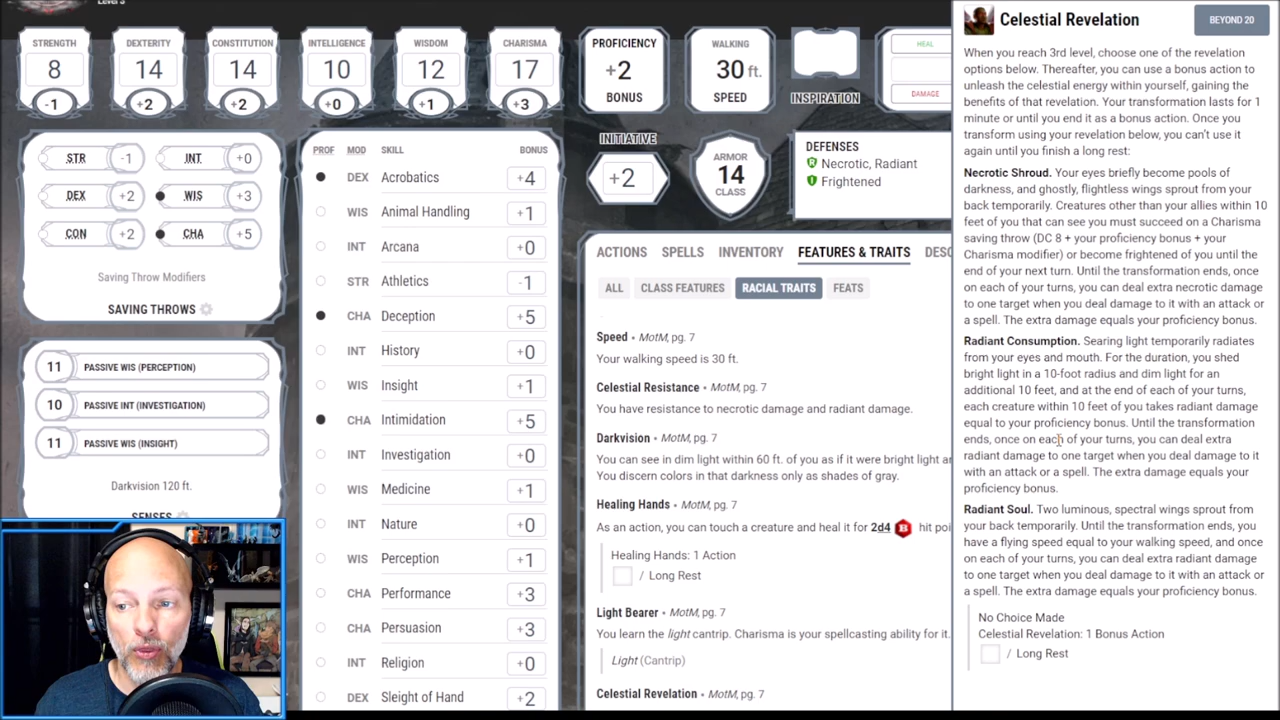 STRENGTH
8
-1
DEXTERITY
14
+2
CONSTITUTION
14
+2
INTELLIGENCE
10
+0
WISDOM
12
+1
CHARISMA
17
+3
PROFICIENCY
+2
BONUS
WALKING
30 ft.
SPEED
INSPIRATION
HEAL
DAMAGE
STR -1
INT +0
DEX +2
WIS +3
CON +2
CHA +5
Saving Throw Modifiers
SAVING THROWS
11 PASSIVE WIS (PERCEPTION)
10 PASSIVE INT (INVESTIGATION)
11 PASSIVE WIS (INSIGHT)
Darkvision 120 ft.
SENSES
PROF MOD SKILL BONUS
DEX Acrobatics +4
WIS Animal Handling +1
INT Arcana +0
STR Athletics -1
CHA Deception +5
INT History +0
WIS Insight +1
CHA Intimidation +5
INT Investigation +0
WIS Medicine +1
INT Nature +0
WIS Perception +1
CHA Performance +3
CHA Persuasion +3
INT Religion +0
DEX Sleight of Hand +2
INITIATIVE
+2
ARMOR
14
CLASS
DEFENSES
Necrotic, Radiant
Frightened
ACTIONS SPELLS INVENTORY FEATURES & TRAITS DESC
ALL CLASS FEATURES RACIAL TRAITS FEATS
Speed • MotM, pg. 7
Your walking speed is 30 ft.
Celestial Resistance • MotM, pg. 7
You have resistance to necrotic damage and radiant damage.
Darkvision • MotM, pg. 7
You can see in dim light within 60 ft. of you as if it were bright light an
You discern colors in that darkness only as shades of gray.
Healing Hands • MotM, pg. 7
As an action, you can touch a creature and heal it for 2d4 hit poi
Healing Hands: 1 Action
/ Long Rest
Light Bearer • MotM, pg. 7
You learn the light cantrip. Charisma is your spellcasting ability for it.
Light (Cantrip)
Celestial Revelation • MotM, pg. 7
Celestial Revelation
BEYOND 20
When you reach 3rd level, choose one of the revelation
options below. Thereafter, you can use a bonus action to
unleash the celestial energy within yourself, gaining the
benefits of that revelation. Your transformation lasts for 1
minute or until you end it as a bonus action. Once you
transform using your revelation below, you can't use it
again until you finish a long rest:
Necrotic Shroud. Your eyes briefly become pools of
darkness, and ghostly, flightless wings sprout from your
back temporarily. Creatures other than your allies within 10
feet of you that can see you must succeed on a Charisma
saving throw (DC 8 + your proficiency bonus + your
Charisma modifier) or become frightened of you until the
end of your next turn. Until the transformation ends, once
on each of your turns, you can deal extra necrotic damage
to one target when you deal damage to it with an attack or
a spell. The extra damage equals your proficiency bonus.
Radiant Consumption. Searing light temporarily radiates
from your eyes and mouth. For the duration, you shed
bright light in a 10-foot radius and dim light for an
additional 10 feet, and at the end of each of your turns,
each creature within 10 feet of you takes radiant damage
equal to your proficiency bonus. Until the transformation
ends, once on each of your turns, you can deal extra
radiant damage to one target when you deal damage to it
with an attack or a spell. The extra damage equals your
proficiency bonus.
Radiant Soul. Two luminous, spectral wings sprout from
your back temporarily. Until the transformation ends, you
have a flying speed equal to your walking speed, and once
on each of your turns, you can deal extra radiant damage
to one target when you deal damage to it with an attack or
a spell. The extra damage equals your proficiency bonus.
No Choice Made
Celestial Revelation: 1 Bonus Action
/ Long Rest